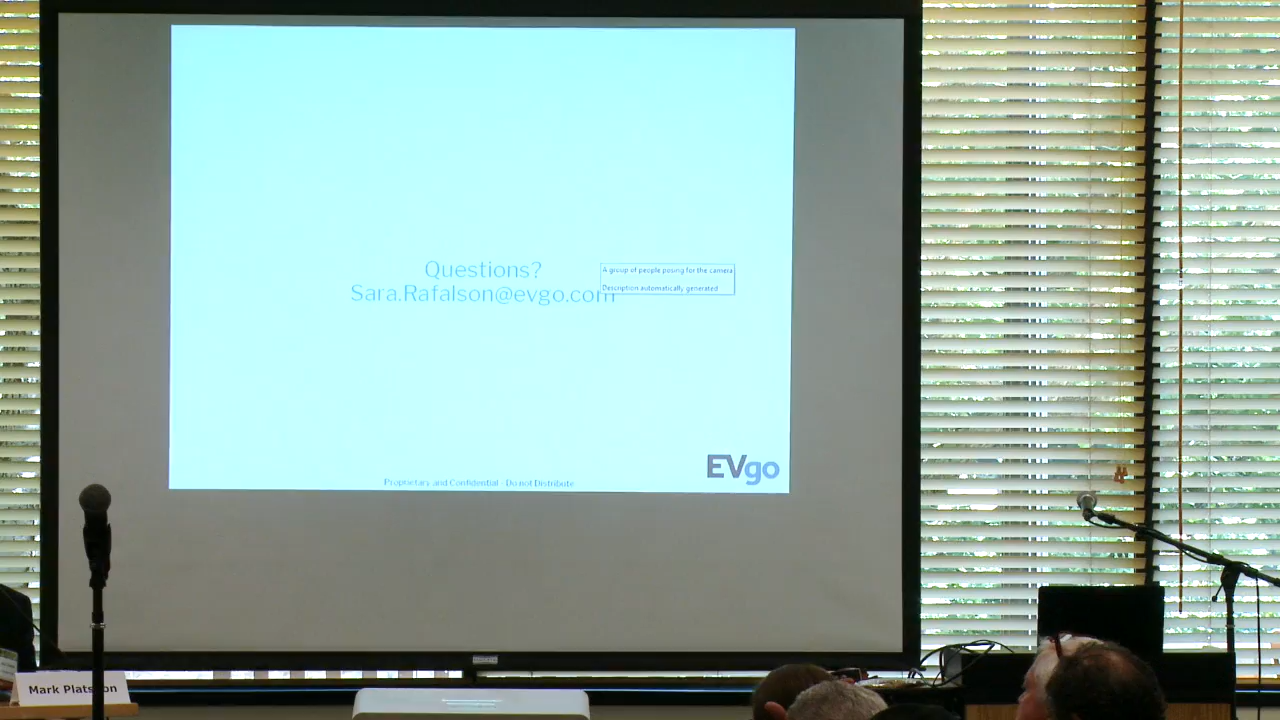 Questions?
Sara.Rafalson@evgo.com
A group of people posing for the camera
Description automatically generated
EVgo
Proprietary and Confidential - Do not Distribute
Mark